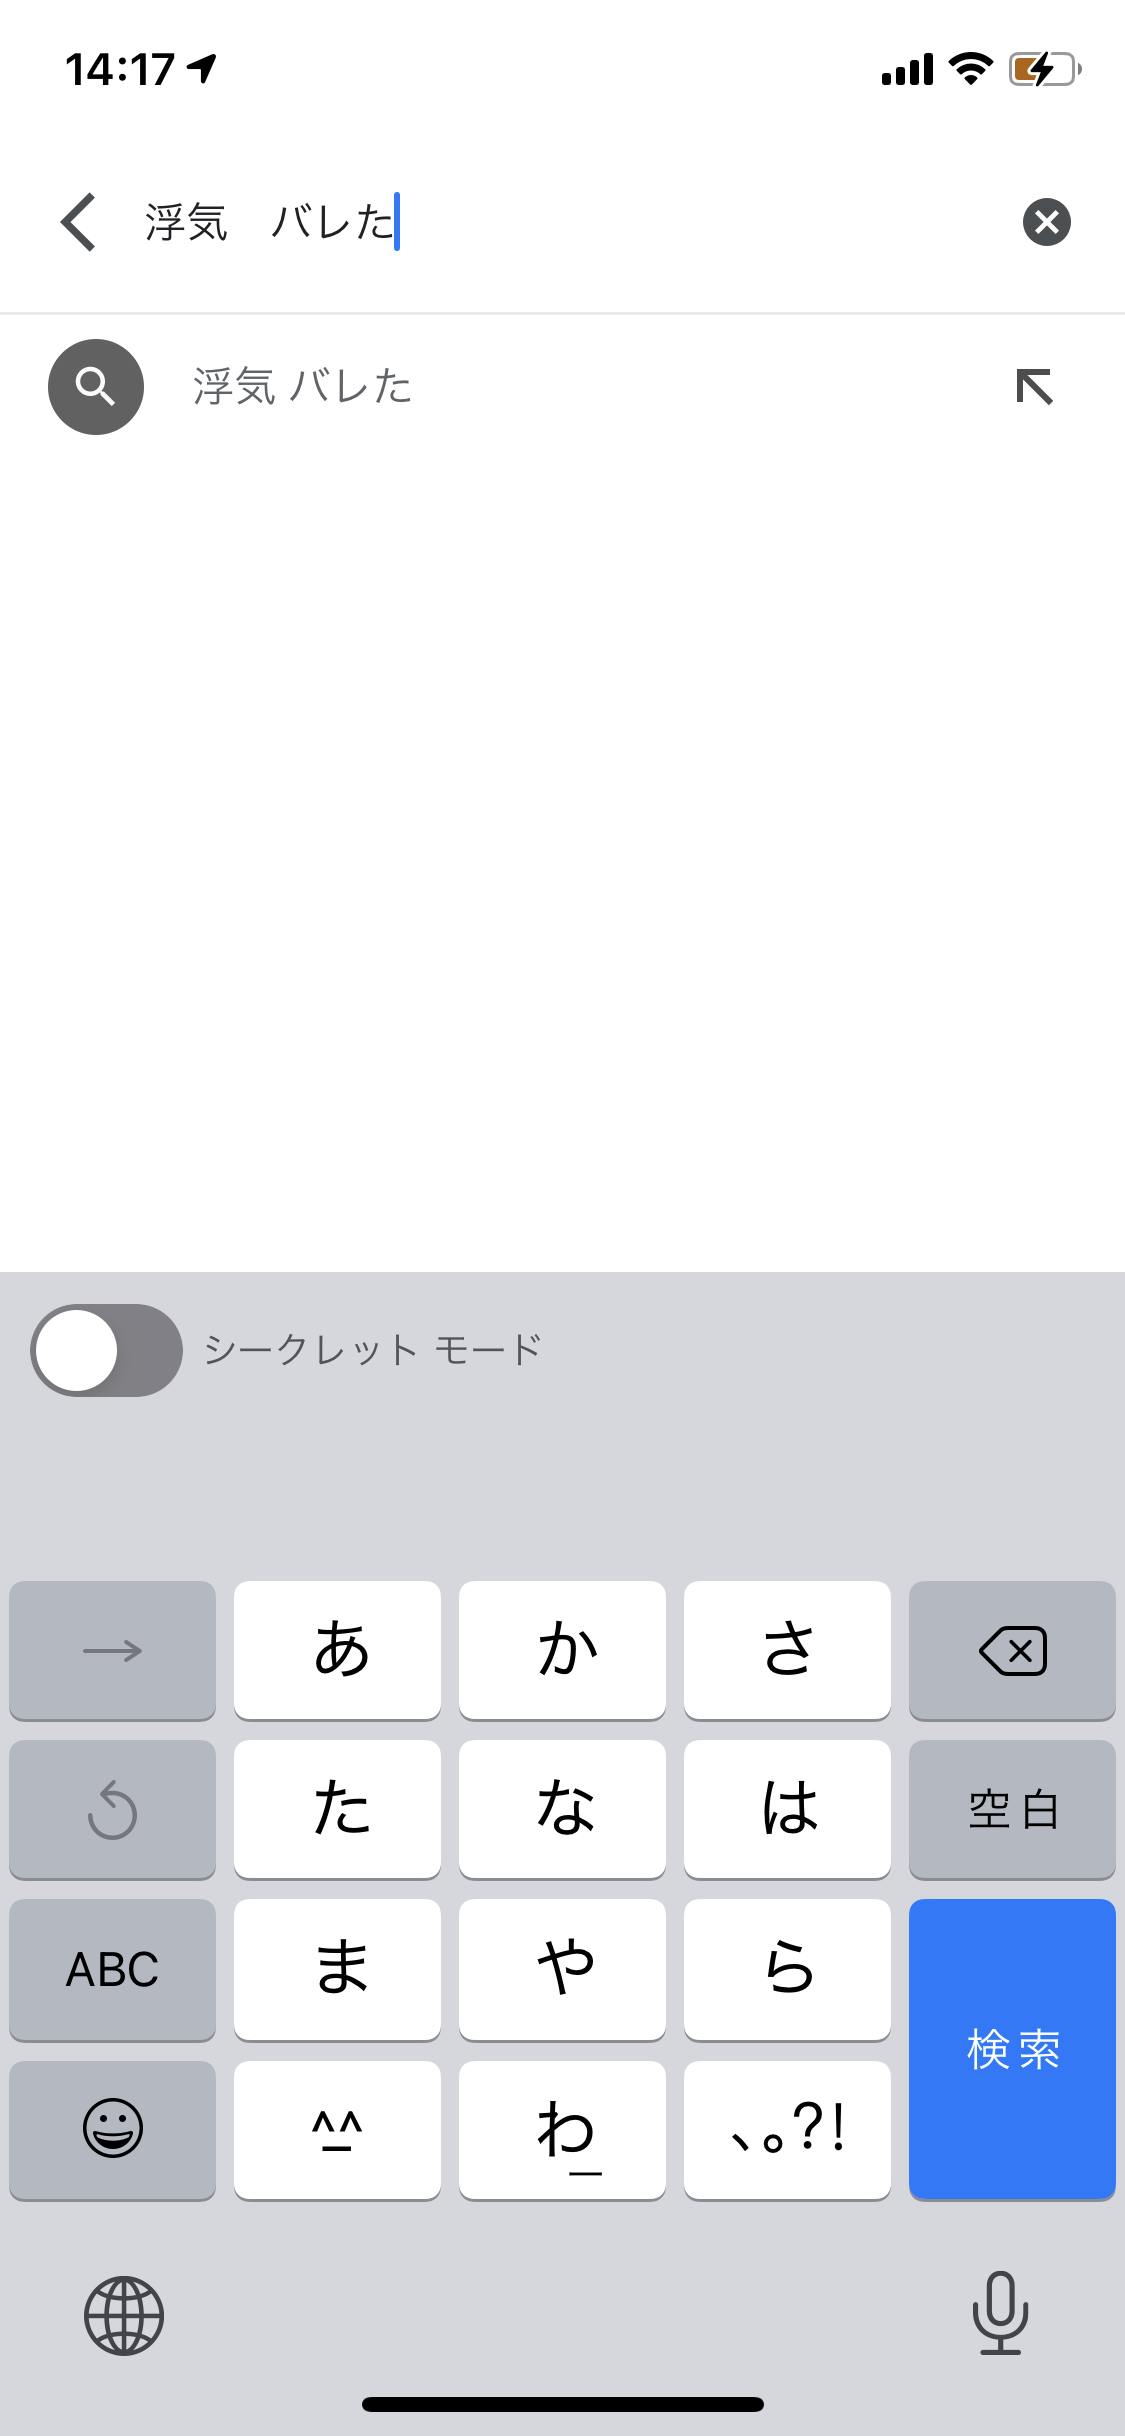 14:17
浮気　バレた
浮気 バレた
シークレット モード
→ あ か さ
た な は 空白
ABC ま や ら
^_^ わ_ 、。?! 検索